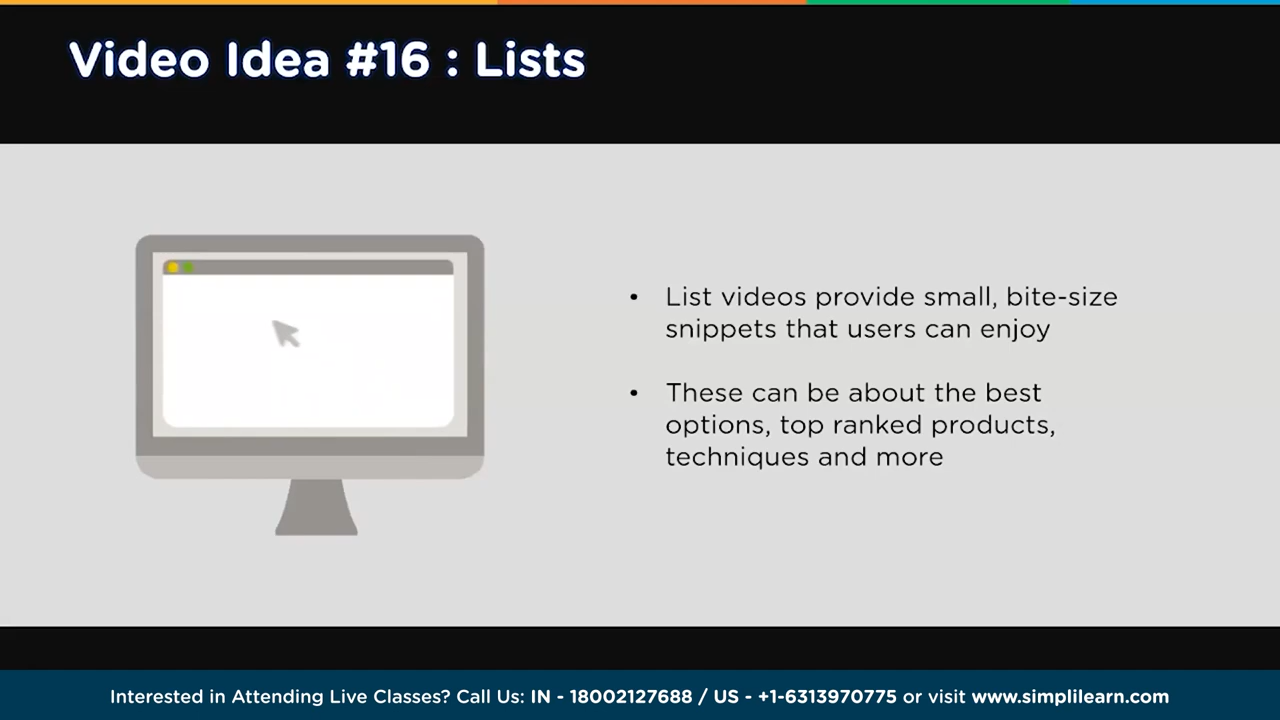 Video Idea #16 : Lists
• List videos provide small, bite-size
snippets that users can enjoy
• These can be about the best
options, top ranked products,
techniques and more
Interested in Attending Live Classes? Call Us: IN - 18002127688 / US - +1-6313970775 or visit www.simplilearn.com